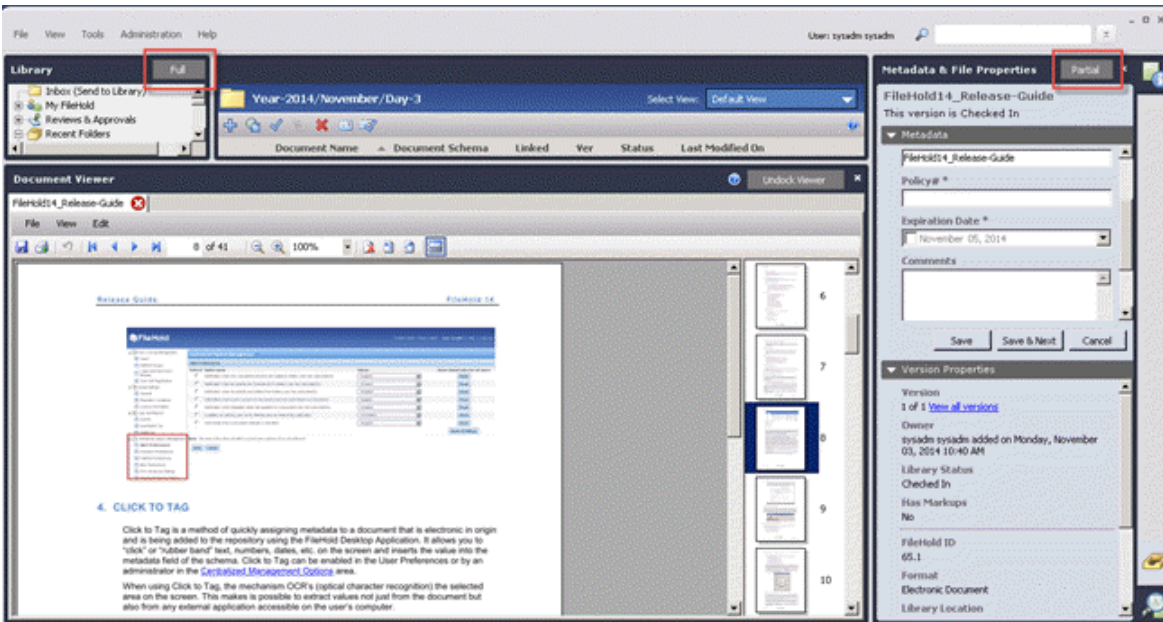 File View Tools Administration Help
User: sysadm sysadm
Library Full
Inbox (Send to Library)
My FileHold
Reviews & Approvals
Recent Folders
Year-2014/November/Day-3
Select View: Default View
Document Name Document Schema Linked Ver Status Last Modified On
Document Viewer
Undock Viewer
FileHold14_Release-Guide
File View Edit
8 of 41
100%
Release Guide
FileHold 14
FileHold
4. CLICK TO TAG
Click to Tag is a method of quickly assigning metadata to a document that is electronic in origin
and is being added to the repository using the FileHold Desktop Application. It allows you to
"click" or "rubber band" text, numbers, dates, etc. on the screen and inserts the value into the
metadata field of the schema. Click to Tag can be enabled in the User Preferences or by an
administrator in the Centralized Management Options area.
When using Click to Tag, the mechanism OCR's (optical character recognition) the selected
area on the screen. This makes is possible to extract values not just from the document but
also from any external application accessible on the user's computer.
6
7
8
9
10
Metadata & File Properties Partial
FileHold14_Release-Guide
This version is Checked In
Metadata
FileHold14_Release-Guide
Policy# *
Expiration Date *
November 05, 2014
Comments
Save Save & Next Cancel
Version Properties
Version
1 of 1 View all versions
Owner
sysadm sysadm added on Monday, November
03, 2014 10:40 AM
Library Status
Checked In
Has Markups
No
FileHold ID
65.1
Format
Electronic Document
Library Location